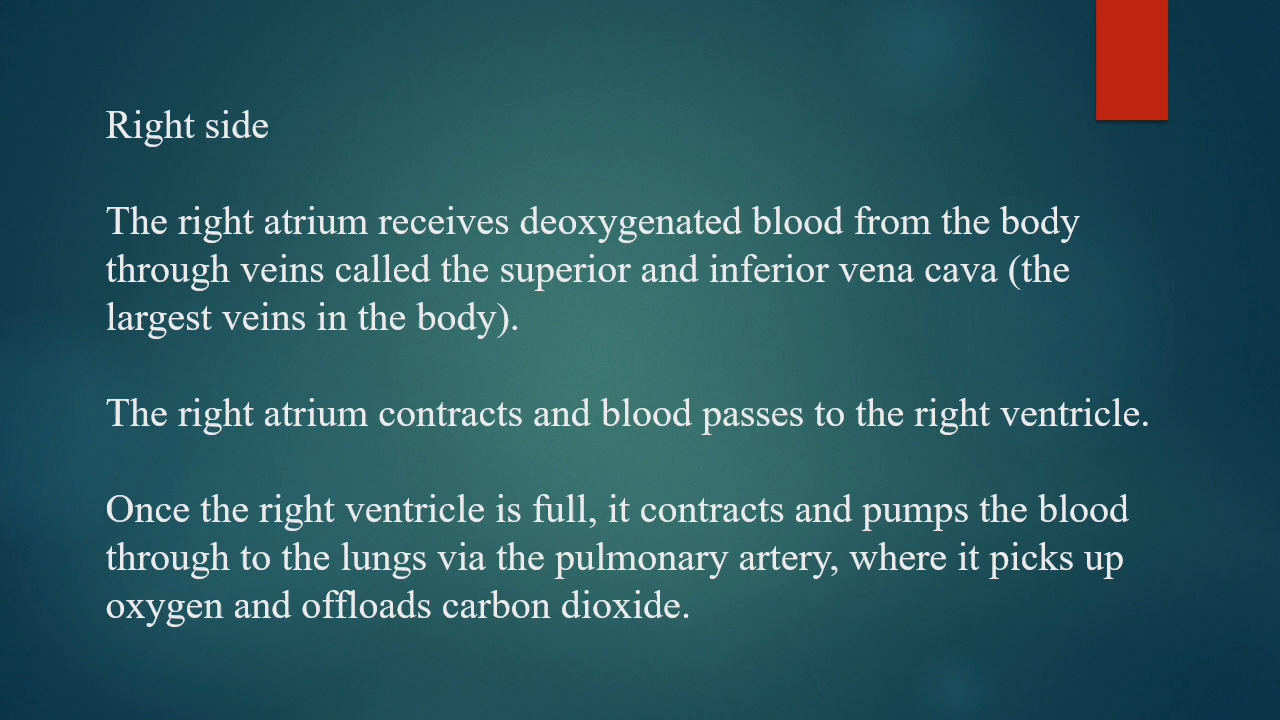 Right side
The right atrium receives deoxygenated blood from the body
through veins called the superior and inferior vena cava (the
largest veins in the body).
The right atrium contracts and blood passes to the right ventricle.
Once the right ventricle is full, it contracts and pumps the blood
through to the lungs via the pulmonary artery, where it picks up
oxygen and offloads carbon dioxide.